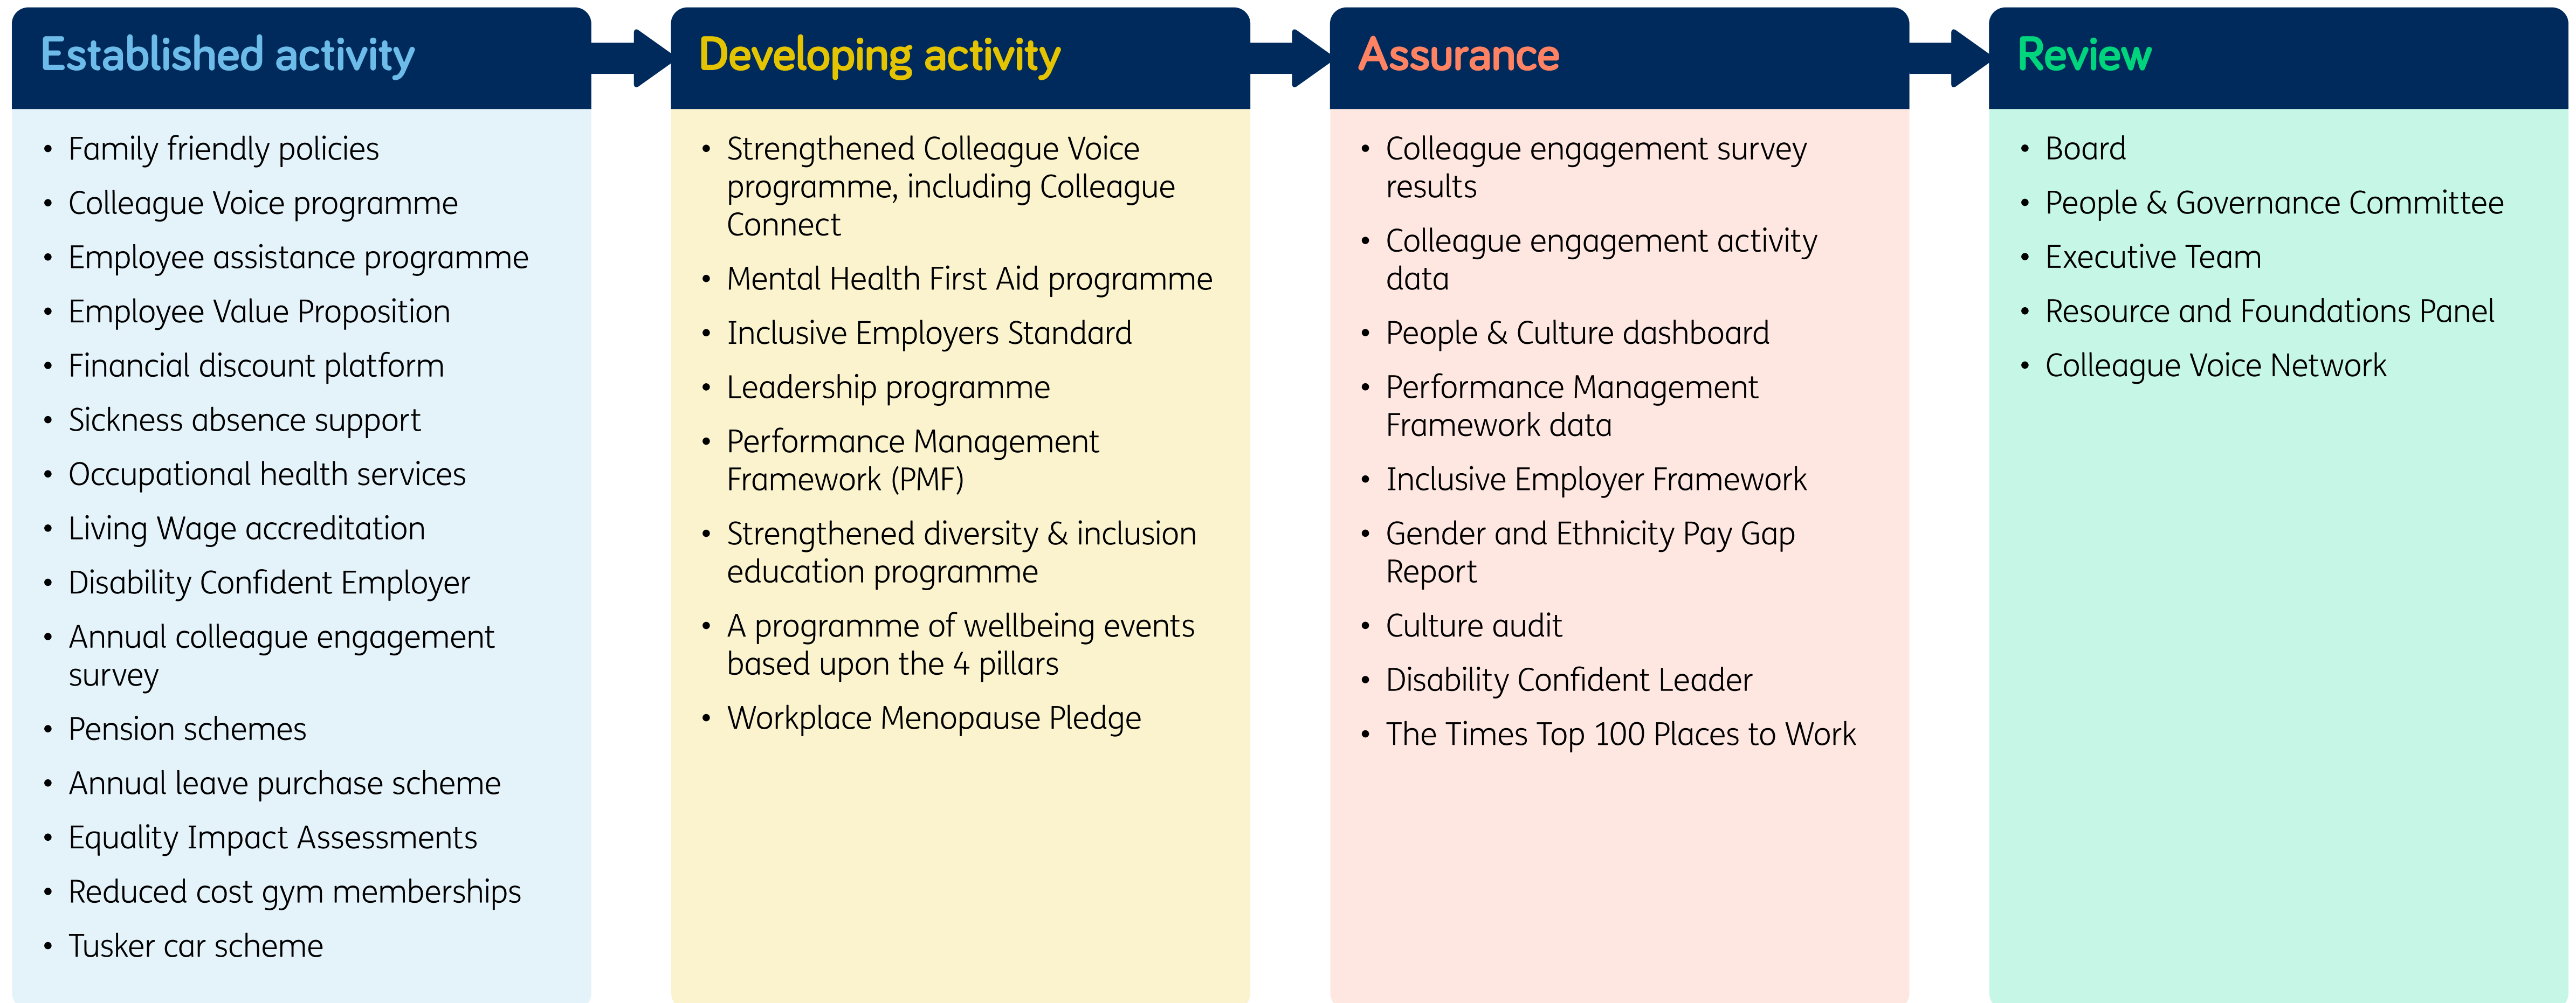 Established activity
• Family friendly policies
• Colleague Voice programme
• Employee assistance programme
• Employee Value Proposition
• Financial discount platform
• Sickness absence support
• Occupational health services
• Living Wage accreditation
• Disability Confident Employer
• Annual colleague engagement
survey
• Pension schemes
• Annual leave purchase scheme
• Equality Impact Assessments
• Reduced cost gym memberships
• Tusker car scheme
Developing activity
• Strengthened Colleague Voice
programme, including Colleague
Connect
• Mental Health First Aid programme
• Inclusive Employers Standard
• Leadership programme
• Performance Management
Framework (PMF)
• Strengthened diversity & inclusion
education programme
• A programme of wellbeing events
based upon the 4 pillars
• Workplace Menopause Pledge
Assurance
• Colleague engagement survey
results
• Colleague engagement activity
data
• People & Culture dashboard
• Performance Management
Framework data
• Inclusive Employer Framework
• Gender and Ethnicity Pay Gap
Report
• Culture audit
• Disability Confident Leader
• The Times Top 100 Places to Work
Review
• Board
• People & Governance Committee
• Executive Team
• Resource and Foundations Panel
• Colleague Voice Network